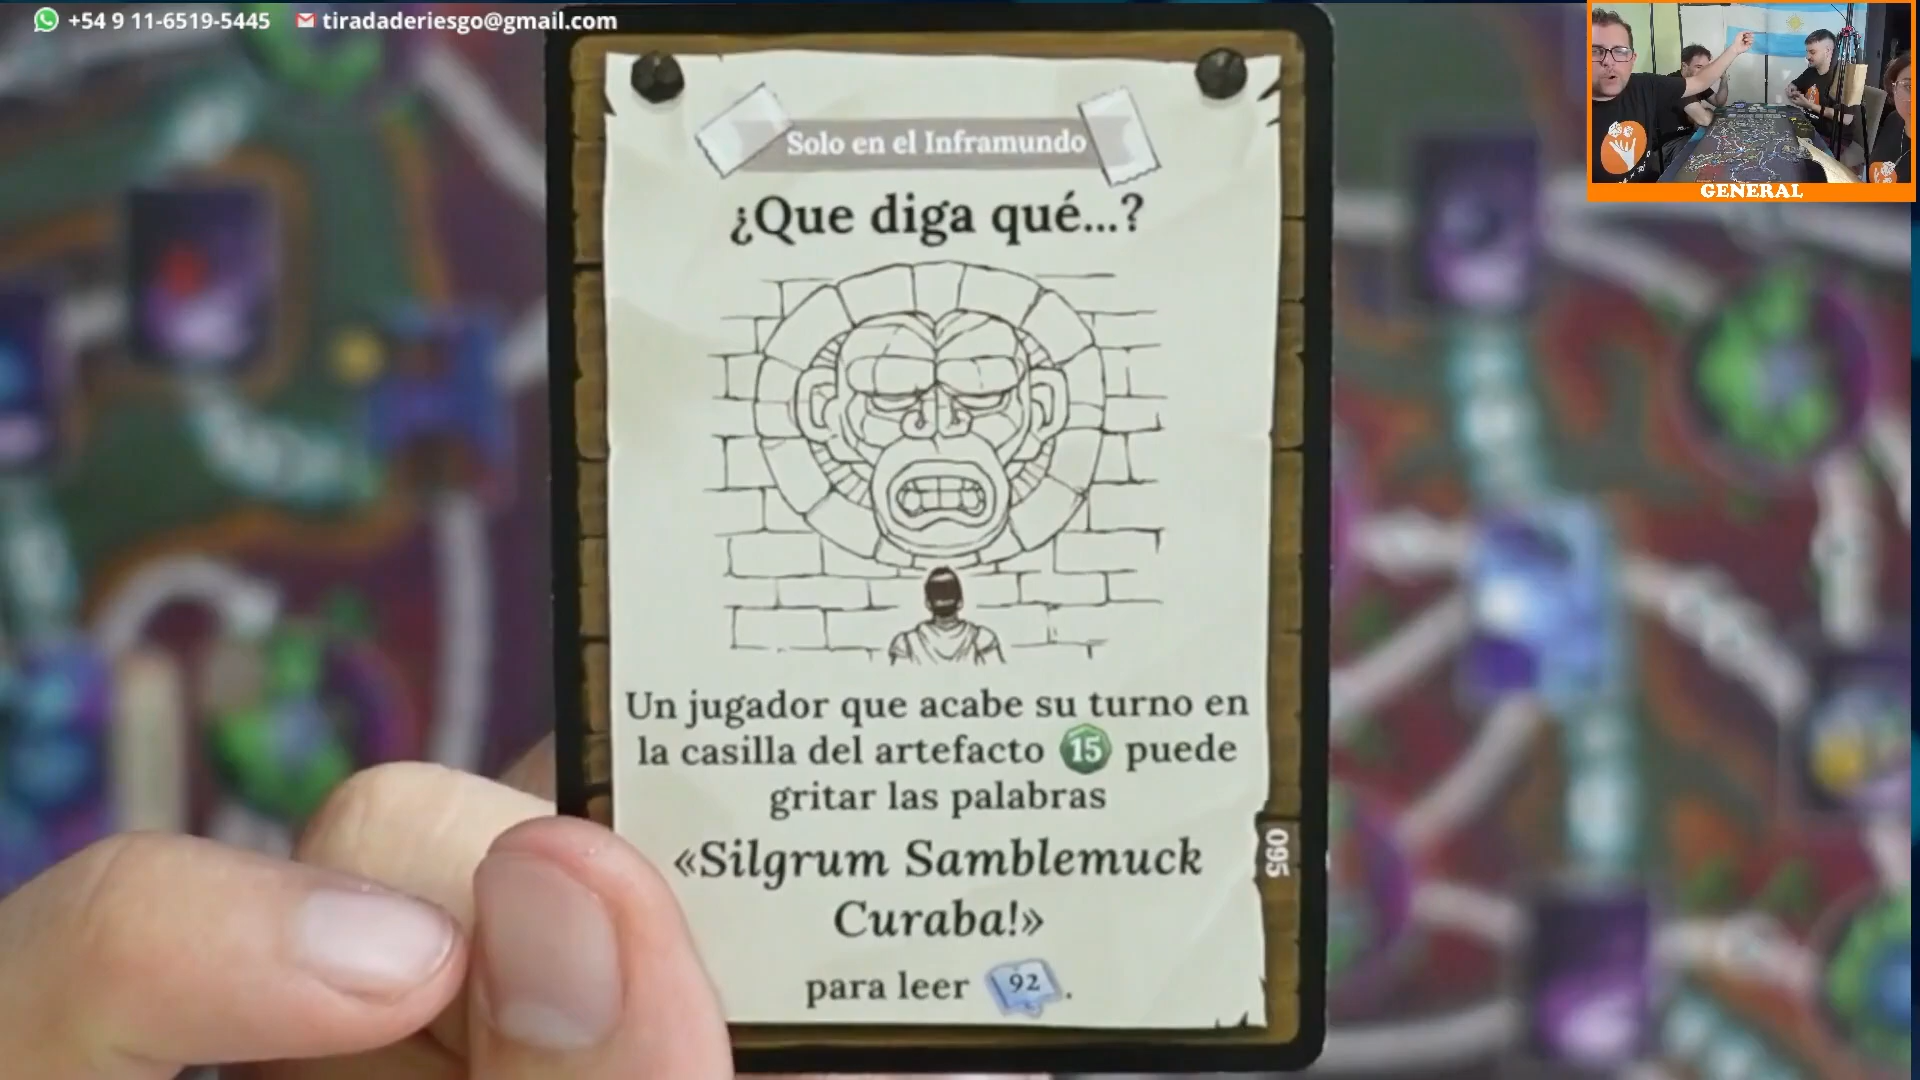 +54 9 11-6519-5445 tiradaderiesgo@gmail.com
GENERAL
Solo en el Inframundo
¿Que diga qué...?
Un jugador que acabe su turno en
la casilla del artefacto 15 puede
gritar las palabras
«Silgrum Samblemuck
Curaba!»
para leer 92.
095